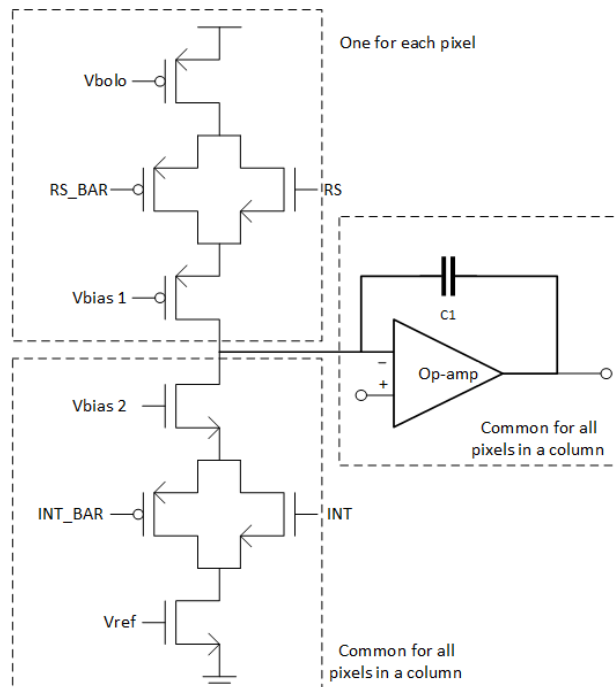 One for each pixel
Vbolo
RS_BAR
RS
Vbias 1
C1
Op-amp
−
+
Common for all
pixels in a column
Vbias 2
INT_BAR
INT
Vref
Common for all
pixels in a column